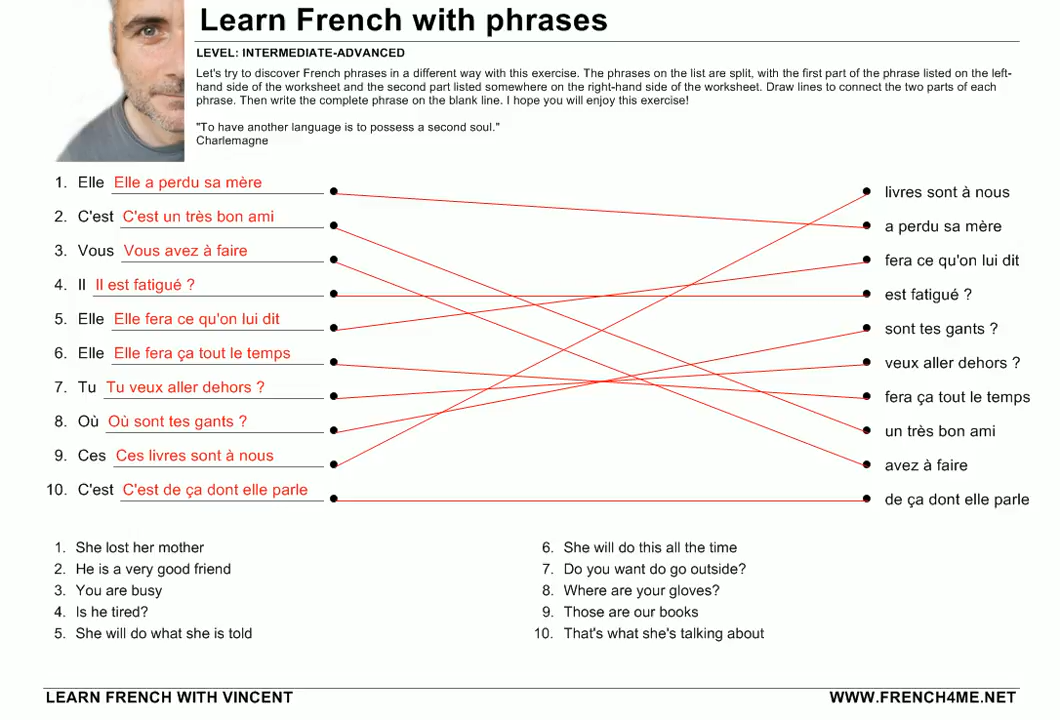 Learn French with phrases
LEVEL: INTERMEDIATE-ADVANCED
Let's try to discover French phrases in a different way with this exercise. The phrases on the list are split, with the first part of the phrase listed on the left-
hand side of the worksheet and the second part listed somewhere on the right-hand side of the worksheet. Draw lines to connect the two parts of each
phrase. Then write the complete phrase on the blank line. I hope you will enjoy this exercise!
"To have another language is to possess a second soul."
Charlemagne
1. Elle Elle a perdu sa mère
2. C'est C'est un très bon ami
3. Vous Vous avez à faire
4. Il Il est fatigué ?
5. Elle Elle fera ce qu'on lui dit
6. Elle Elle fera ça tout le temps
7. Tu Tu veux aller dehors ?
8. Où Où sont tes gants ?
9. Ces Ces livres sont à nous
10. C'est C'est de ça dont elle parle
livres sont à nous
a perdu sa mère
fera ce qu'on lui dit
est fatigué ?
sont tes gants ?
veux aller dehors ?
fera ça tout le temps
un très bon ami
avez à faire
de ça dont elle parle
1. She lost her mother
2. He is a very good friend
3. You are busy
4. Is he tired?
5. She will do what she is told
6. She will do this all the time
7. Do you want do go outside?
8. Where are your gloves?
9. Those are our books
10. That's what she's talking about
LEARN FRENCH WITH VINCENT
WWW.FRENCH4ME.NET